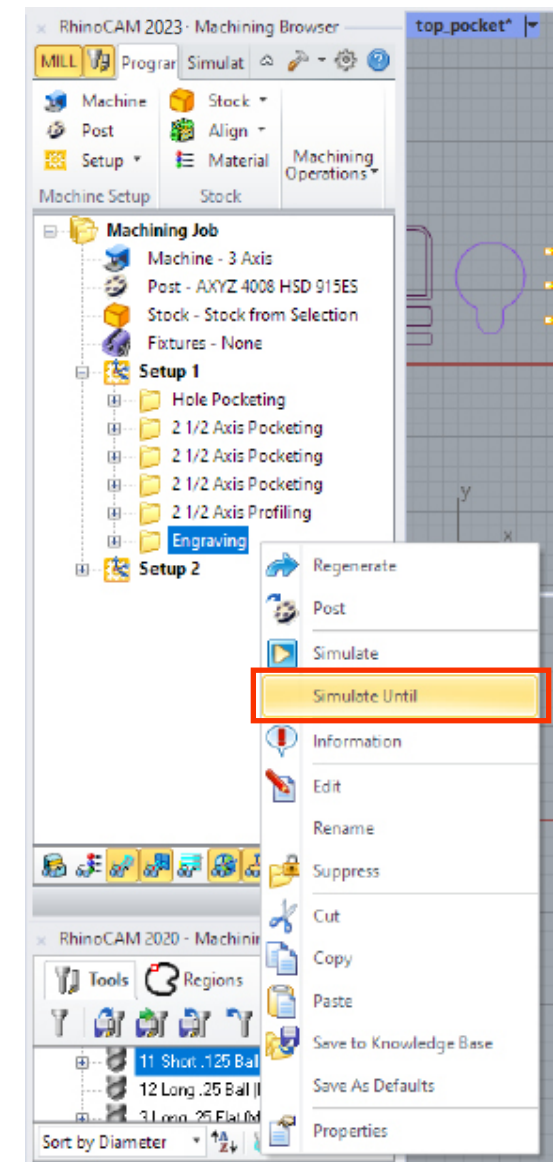 RhinoCAM 2023 - Machining Browser
top_pocket*
MILL Prograr Simulat
Machine Stock
Post Align
Setup Material Machining Operations
Machine Setup Stock
Machining Job
Machine - 3 Axis
Post - AXYZ 4008 HSD 915ES
Stock - Stock from Selection
Fixtures - None
Setup 1
Hole Pocketing
2 1/2 Axis Pocketing
2 1/2 Axis Pocketing
2 1/2 Axis Pocketing
2 1/2 Axis Profiling
Engraving
Setup 2
y
x
Regenerate
Post
Simulate
Simulate Until
Information
Edit
Rename
Suppress
Cut
Copy
Paste
Save to Knowledge Base
Save As Defaults
Properties
RhinoCAM 2020 - Machinin
Tools Regions
11 Short .125 Bal
12 Long .25 Ball
3 Long .25 Flat
Sort by Diameter